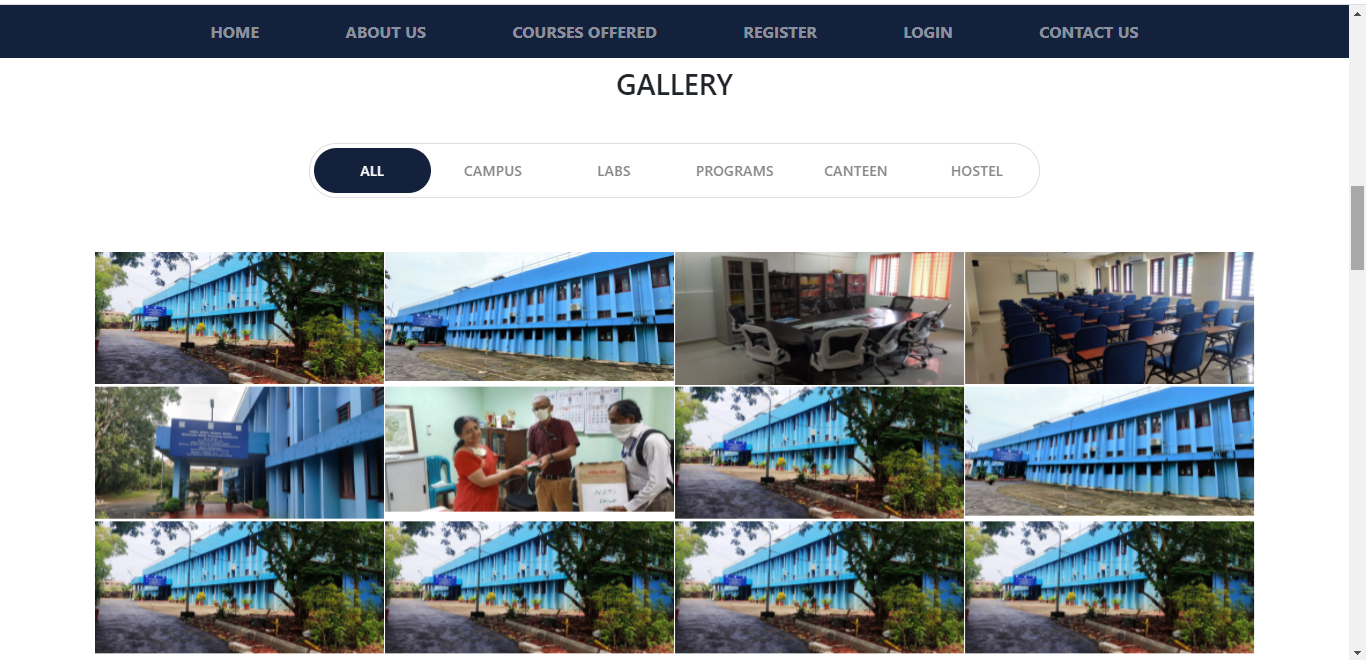 HOME ABOUT US COURSES OFFERED REGISTER LOGIN CONTACT US
GALLERY
ALL CAMPUS LABS PROGRAMS CANTEEN HOSTEL